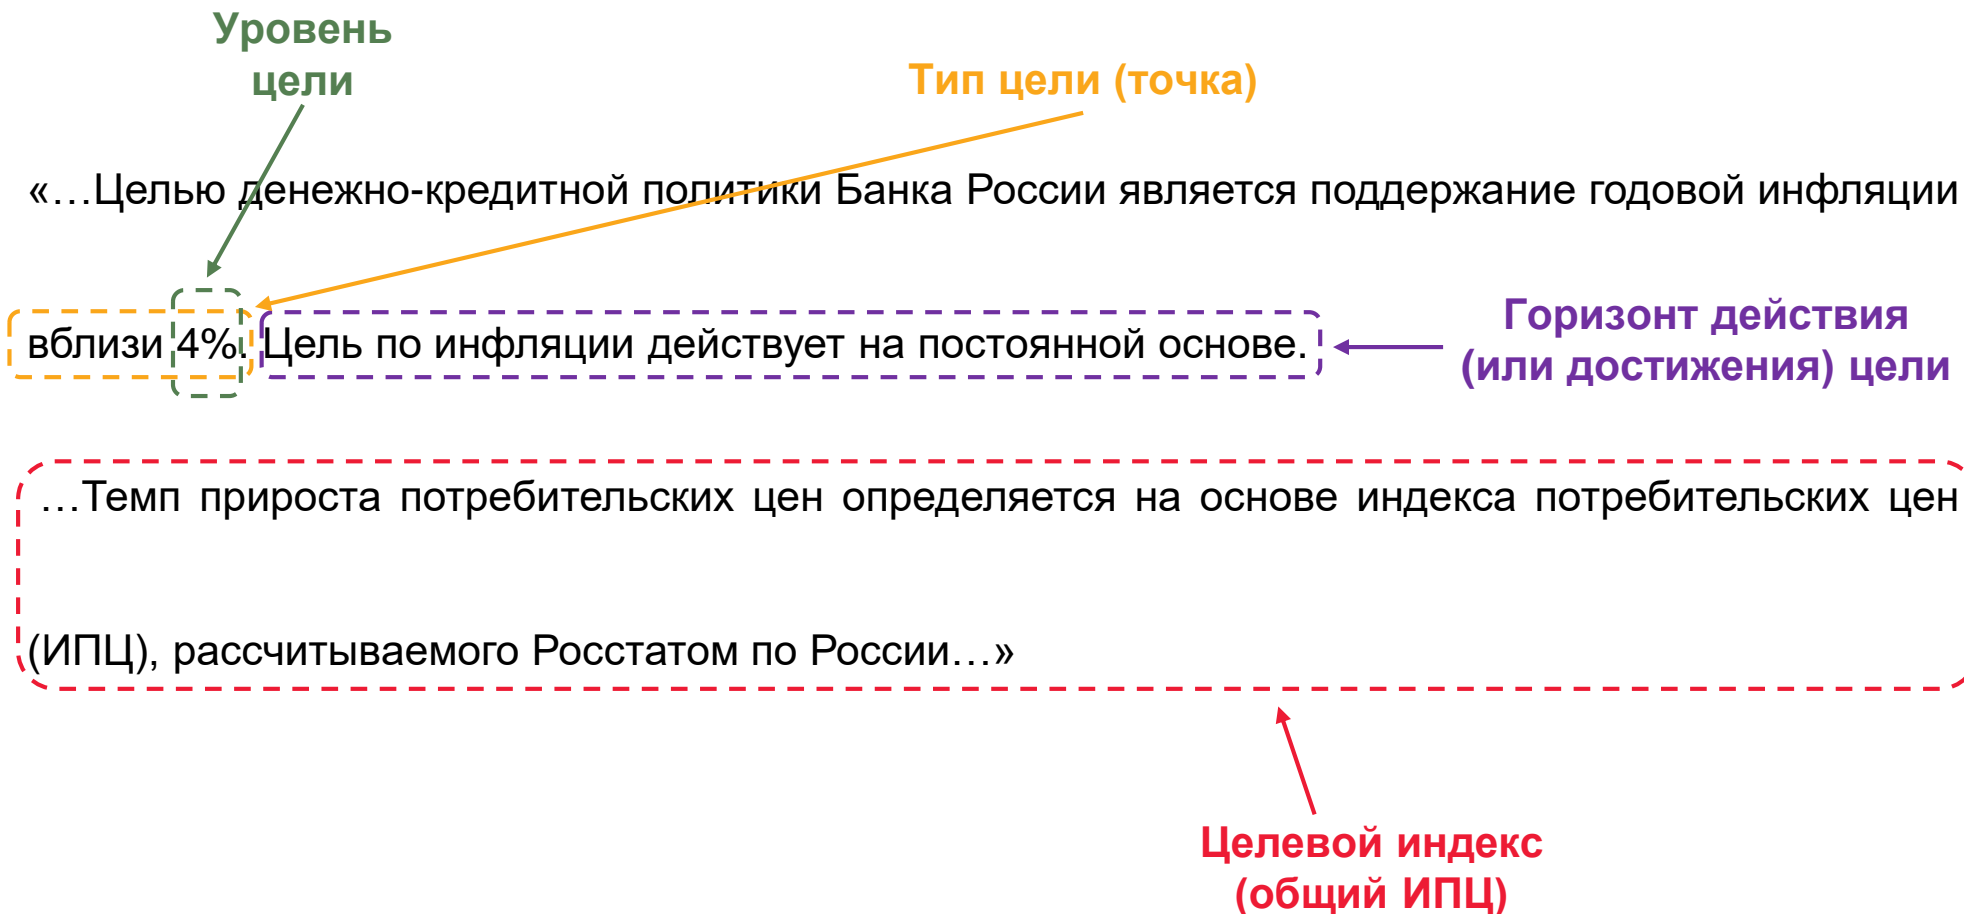 Уровень
цели
Тип цели (точка)
«…Целью денежно-кредитной политики Банка России является поддержание годовой инфляции
вблизи 4%. Цель по инфляции действует на постоянной основе.
Горизонт действия
(или достижения) цели
…Темп прироста потребительских цен определяется на основе индекса потребительских цен
(ИПЦ), рассчитываемого Росстатом по России…»
Целевой индекс
(общий ИПЦ)